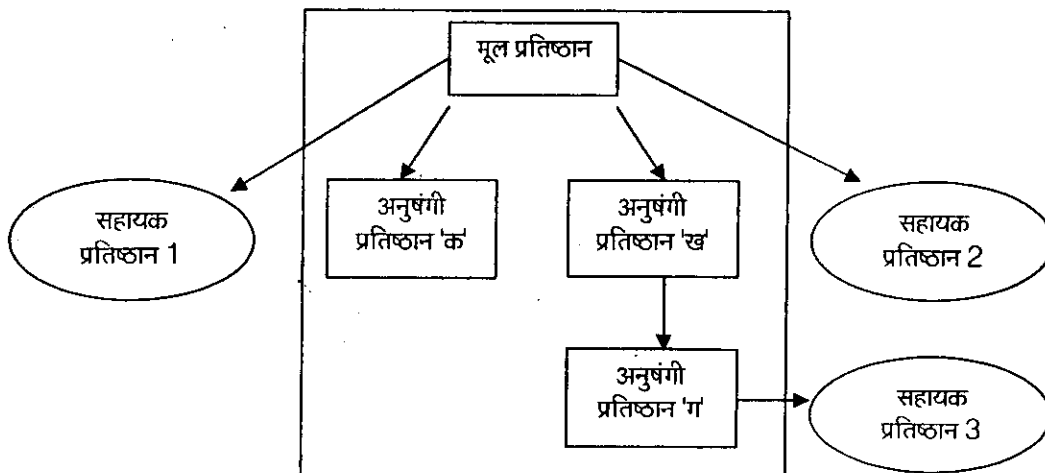 मूल प्रतिष्ठान
सहायक
प्रतिष्ठान 1
अनुषंगी
प्रतिष्ठान 'क'
अनुषंगी
प्रतिष्ठान 'ख'
सहायक
प्रतिष्ठान 2
अनुषंगी
प्रतिष्ठान 'ग'
सहायक
प्रतिष्ठान 3